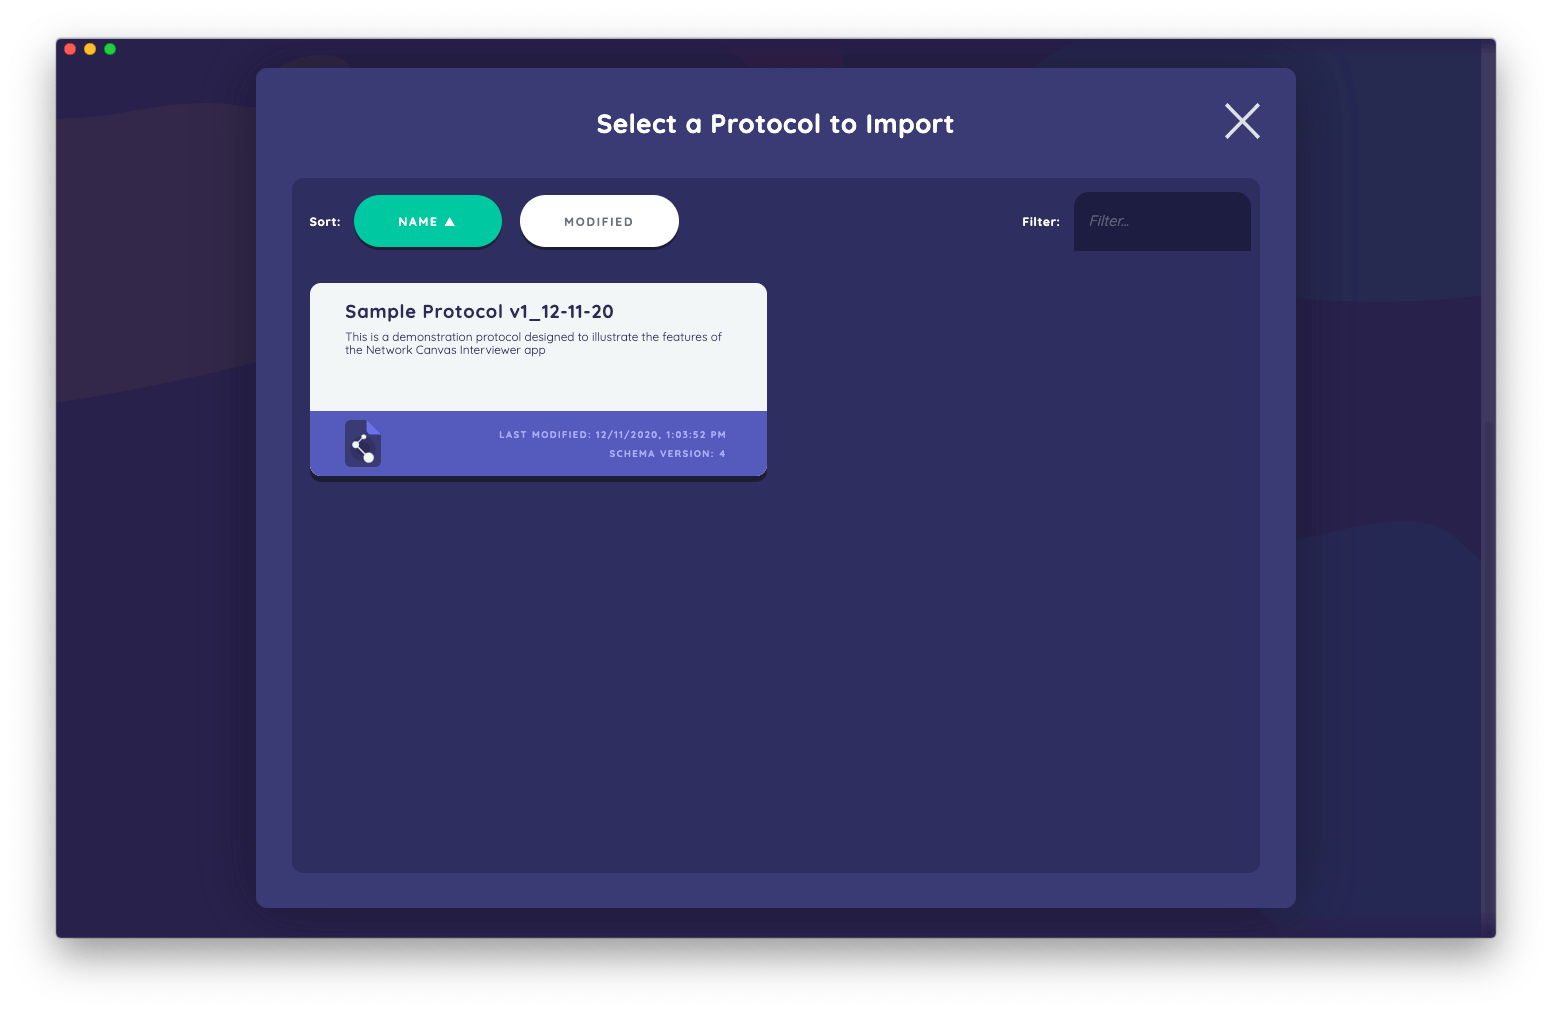 Select a Protocol to Import
Sort: NAME ▲ MODIFIED Filter: Filter...
Sample Protocol v1_12-11-20
This is a demonstration protocol designed to illustrate the features of
the Network Canvas Interviewer app
LAST MODIFIED: 12/11/2020, 1:03:52 PM
SCHEMA VERSION: 4